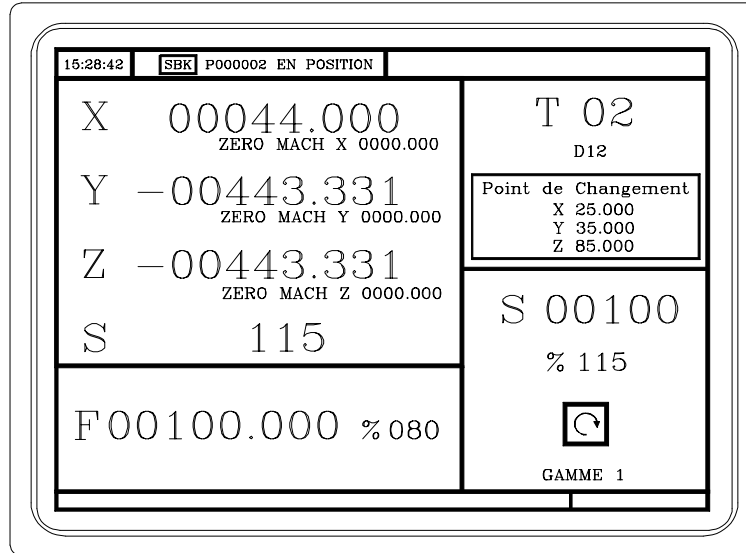 15:28:42 SBK P000002 EN POSITION
X 00044.000
ZERO MACH X 0000.000
Y -00443.331
ZERO MACH Y 0000.000
Z -00443.331
ZERO MACH Z 0000.000
S 115
F00100.000 % 080
T 02
D12
Point de Changement
X 25.000
Y 35.000
Z 85.000
S 00100
% 115
GAMME 1